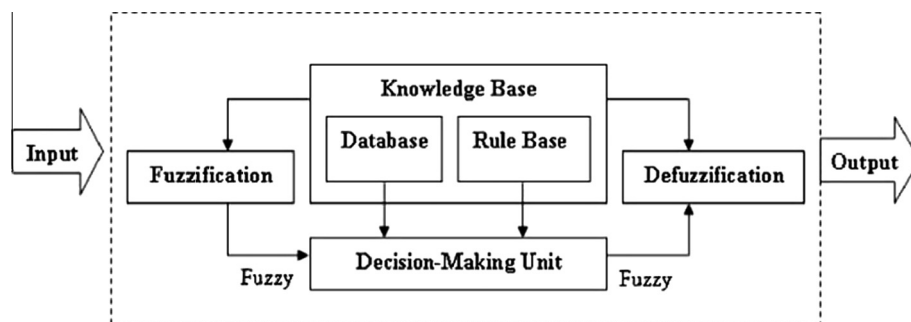 Knowledge Base
Database
Rule Base
Input
Fuzzification
Defuzzification
Output
Decision-Making Unit
Fuzzy
Fuzzy